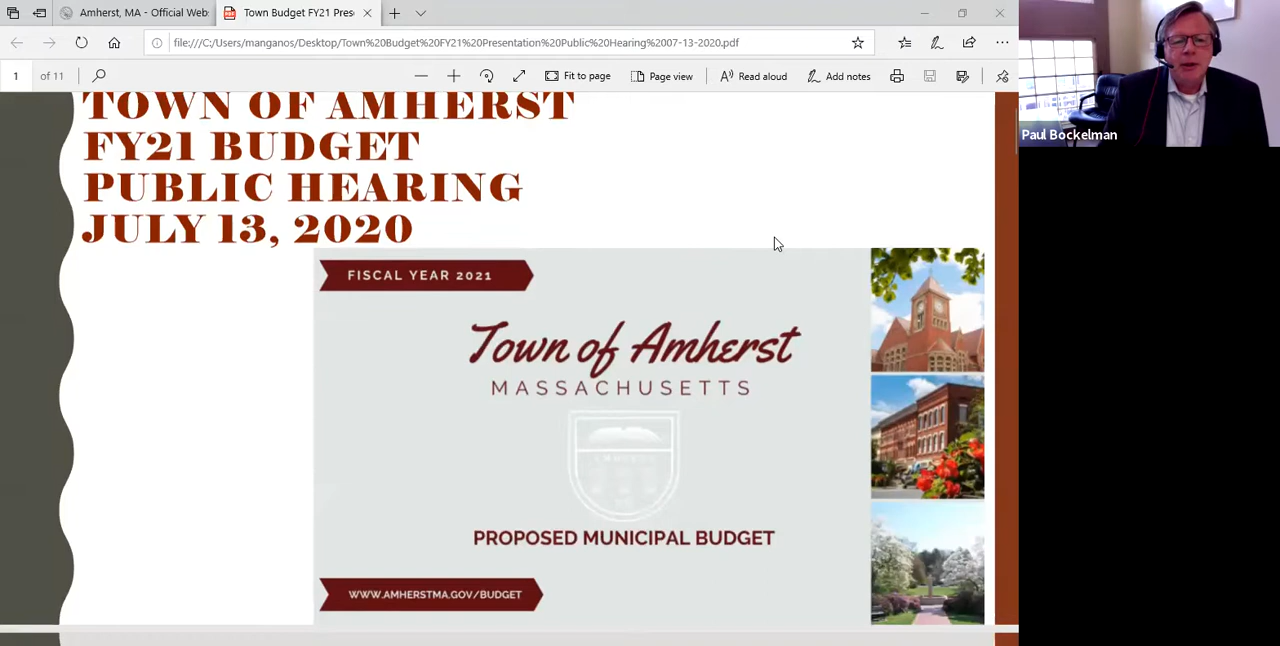 Amherst, MA - Official Web
Town Budget FY21 Pres
file:///C:/Users/manganos/Desktop/Town%20Budget%20FY21%20Presentation%20Public%20Hearing%2007-13-2020.pdf
1 of 11
Fit to page
Page view
Read aloud
Add notes
TOWN OF AMHERST
FY21 BUDGET
PUBLIC HEARING
JULY 13, 2020
FISCAL YEAR 2021
Town of Amherst
MASSACHUSETTS
PROPOSED MUNICIPAL BUDGET
WWW.AMHERSTMA.GOV/BUDGET
Paul Bockelman